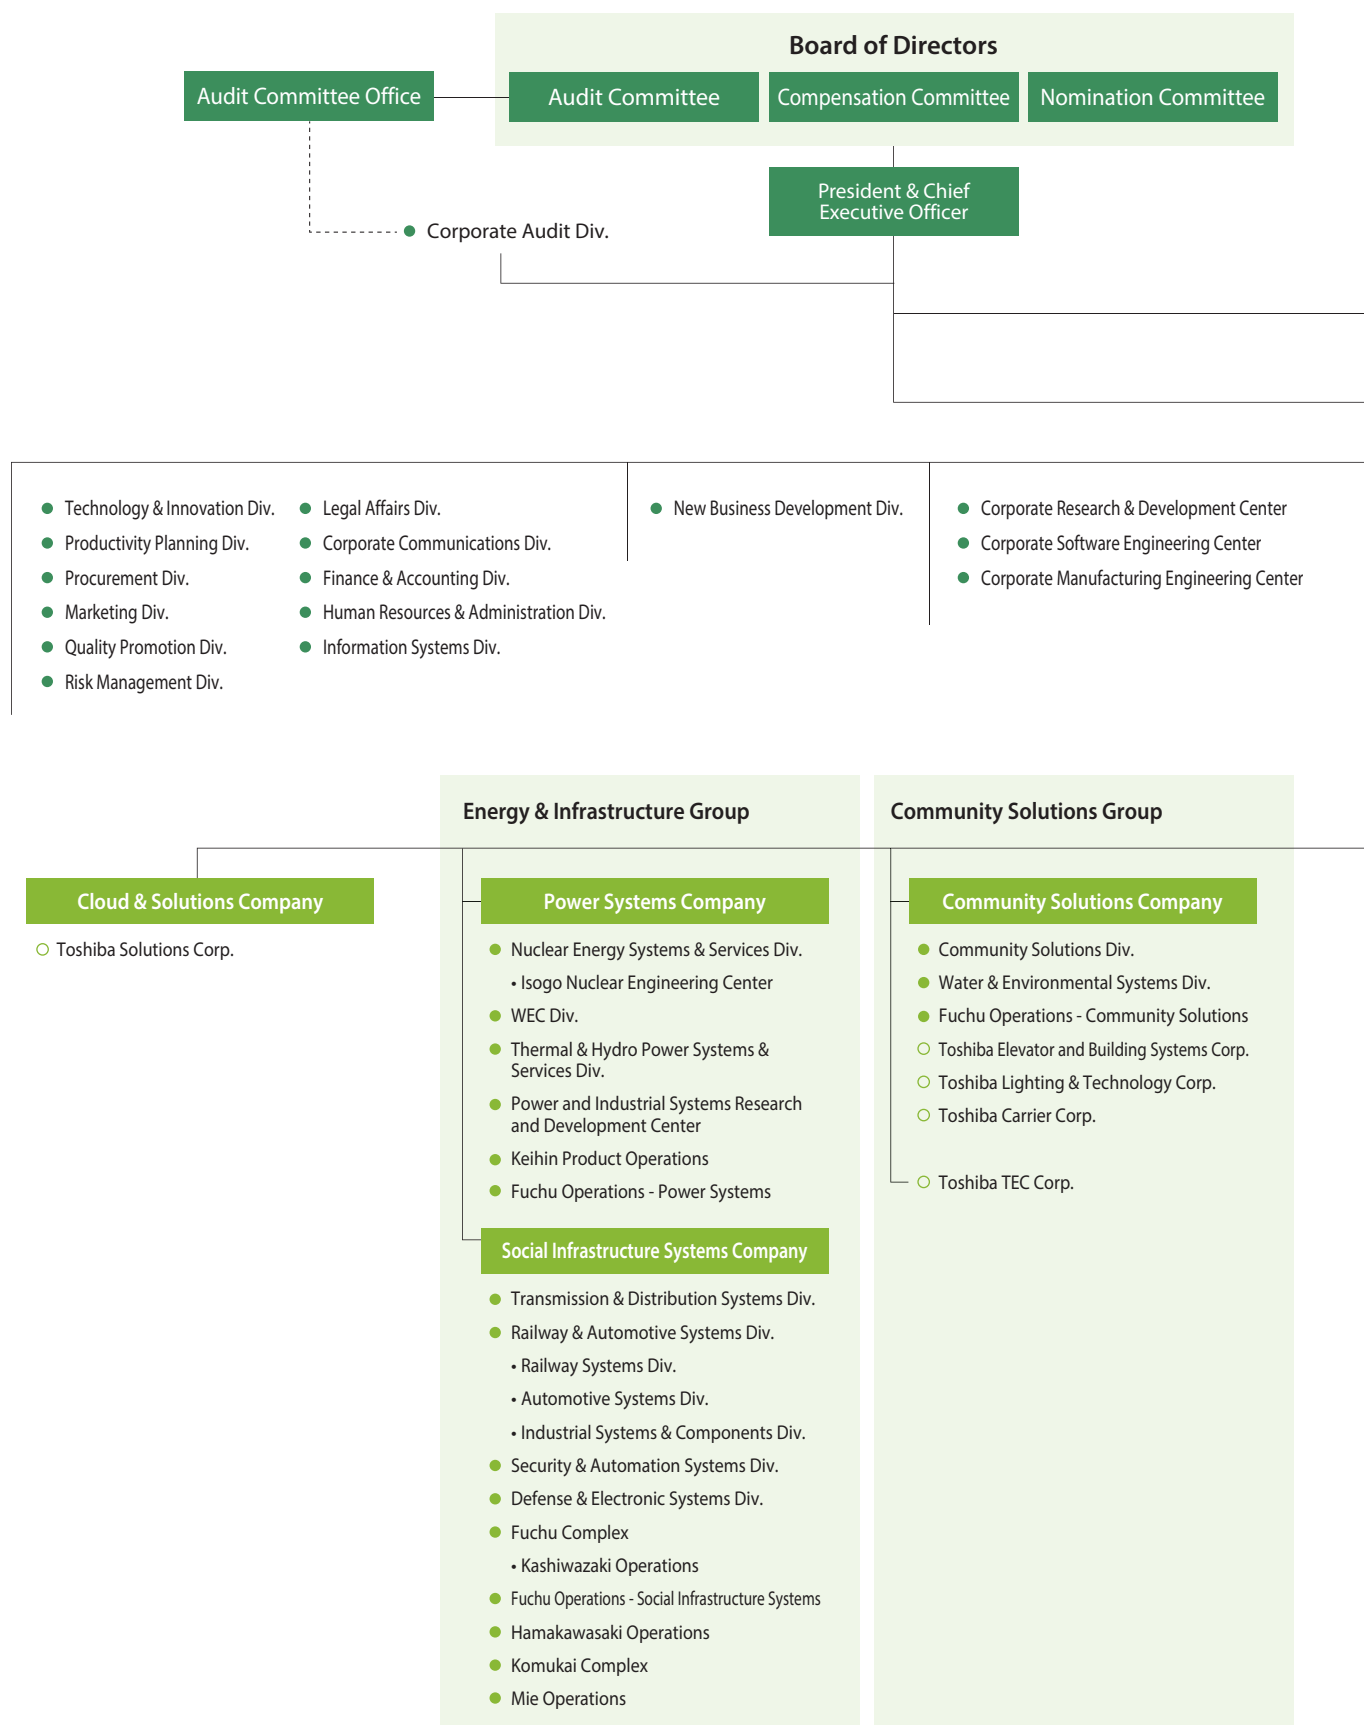 Board of Directors
Audit Committee Office
Audit Committee
Compensation Committee
Nomination Committee
President & Chief
Executive Officer
● Corporate Audit Div.
● Technology & Innovation Div.
● Productivity Planning Div.
● Procurement Div.
● Marketing Div.
● Quality Promotion Div.
● Risk Management Div.
● Legal Affairs Div.
● Corporate Communications Div.
● Finance & Accounting Div.
● Human Resources & Administration Div.
● Information Systems Div.
● New Business Development Div.
● Corporate Research & Development Center
● Corporate Software Engineering Center
● Corporate Manufacturing Engineering Center
Cloud & Solutions Company
○ Toshiba Solutions Corp.
Energy & Infrastructure Group
Power Systems Company
● Nuclear Energy Systems & Services Div.
• Isogo Nuclear Engineering Center
● WEC Div.
● Thermal & Hydro Power Systems &
Services Div.
● Power and Industrial Systems Research
and Development Center
● Keihin Product Operations
● Fuchu Operations - Power Systems
Social Infrastructure Systems Company
● Transmission & Distribution Systems Div.
● Railway & Automotive Systems Div.
• Railway Systems Div.
• Automotive Systems Div.
• Industrial Systems & Components Div.
● Security & Automation Systems Div.
● Defense & Electronic Systems Div.
● Fuchu Complex
• Kashiwazaki Operations
● Fuchu Operations - Social Infrastructure Systems
● Hamakawasaki Operations
● Komukai Complex
● Mie Operations
Community Solutions Group
Community Solutions Company
● Community Solutions Div.
● Water & Environmental Systems Div.
● Fuchu Operations - Community Solutions
○ Toshiba Elevator and Building Systems Corp.
○ Toshiba Lighting & Technology Corp.
○ Toshiba Carrier Corp.
○ Toshiba TEC Corp.